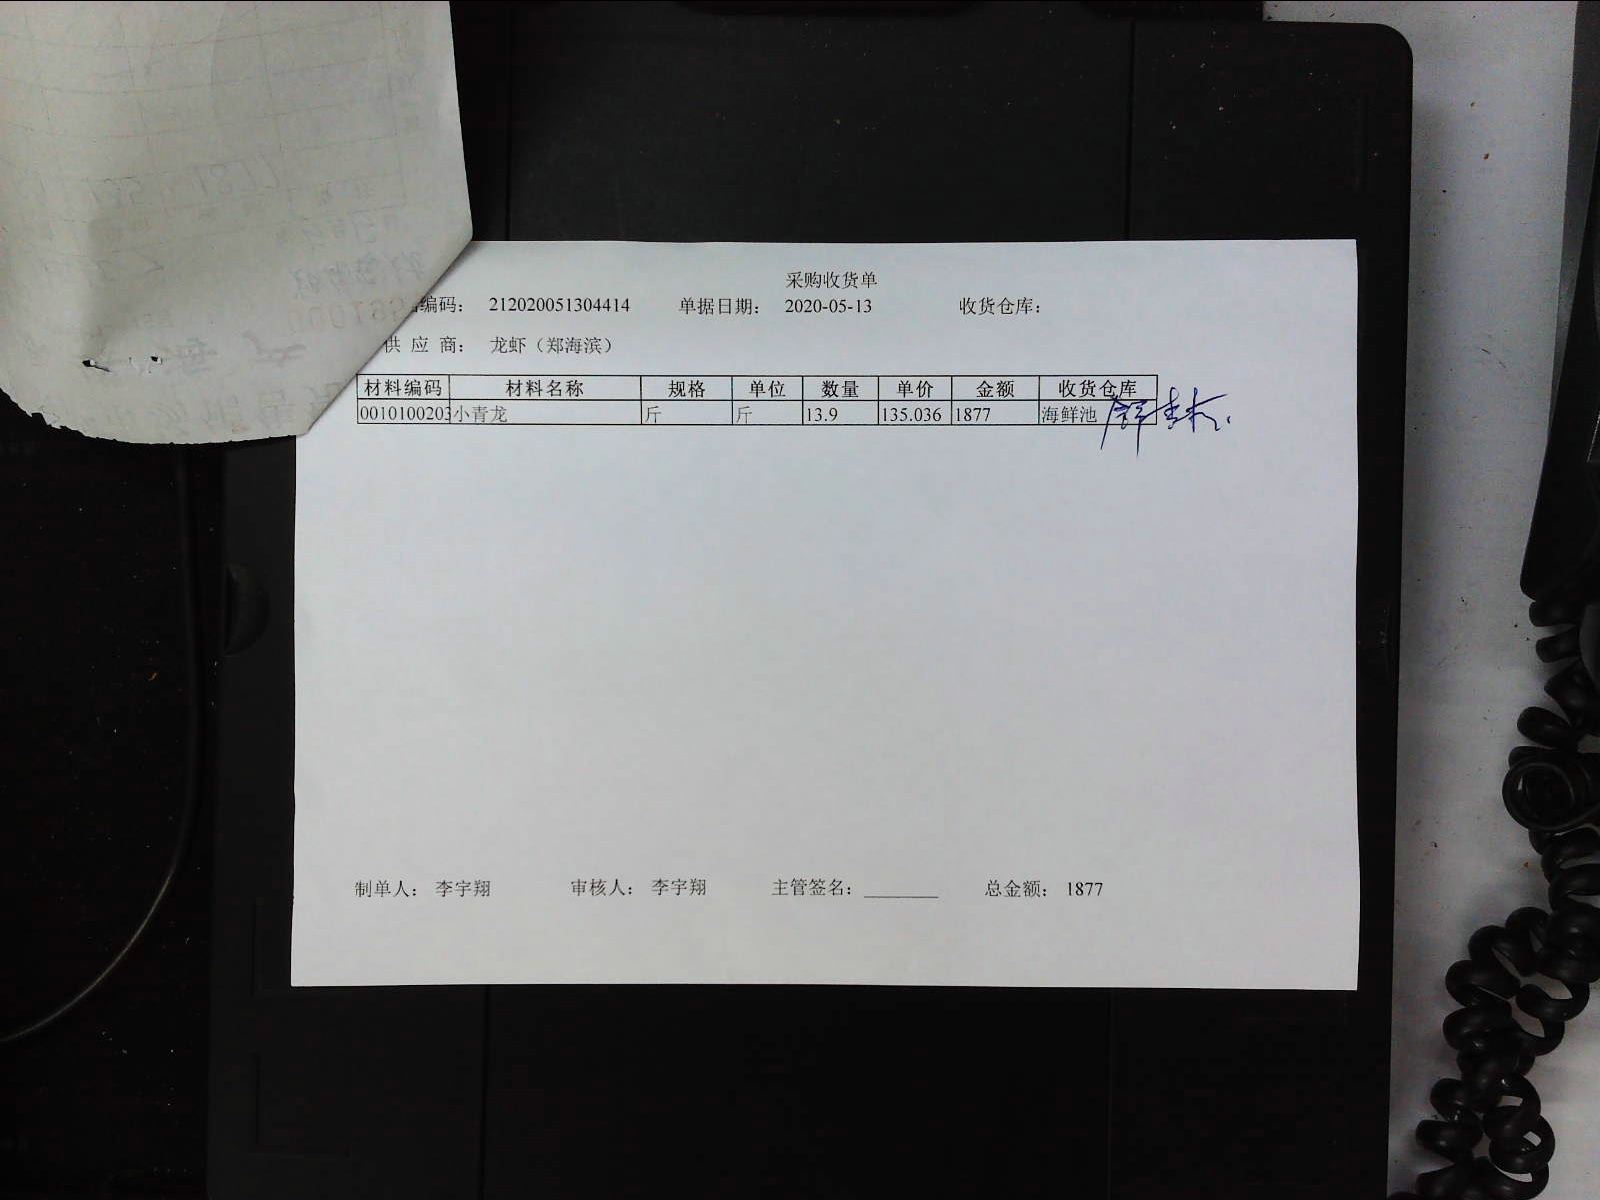 采购收货单
编码： 212020051304414 单据日期： 2020-05-13 收货仓库：
供 应 商： 龙虾（郑海滨）
材料编码 材料名称 规格 单位 数量 单价 金额 收货仓库
0010100203 小青龙 斤 斤 13.9 135.036 1877 海鲜池
制单人： 李宇翔 审核人： 李宇翔 主管签名：________ 总金额： 1877